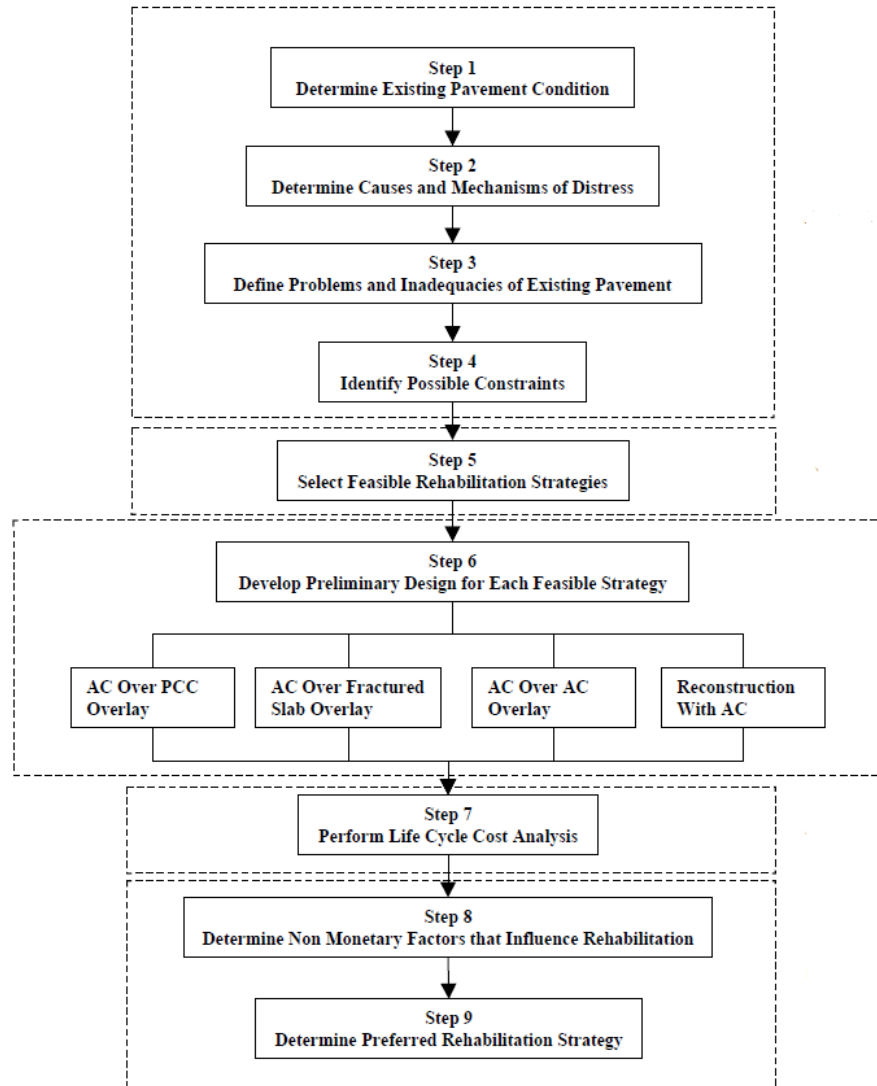 Step 1
Determine Existing Pavement Condition
Step 2
Determine Causes and Mechanisms of Distress
Step 3
Define Problems and Inadequacies of Existing Pavement
Step 4
Identify Possible Constraints
Step 5
Select Feasible Rehabilitation Strategies
Step 6
Develop Preliminary Design for Each Feasible Strategy
AC Over PCC
Overlay
AC Over Fractured
Slab Overlay
AC Over AC
Overlay
Reconstruction
With AC
Step 7
Perform Life Cycle Cost Analysis
Step 8
Determine Non Monetary Factors that Influence Rehabilitation
Step 9
Determine Preferred Rehabilitation Strategy